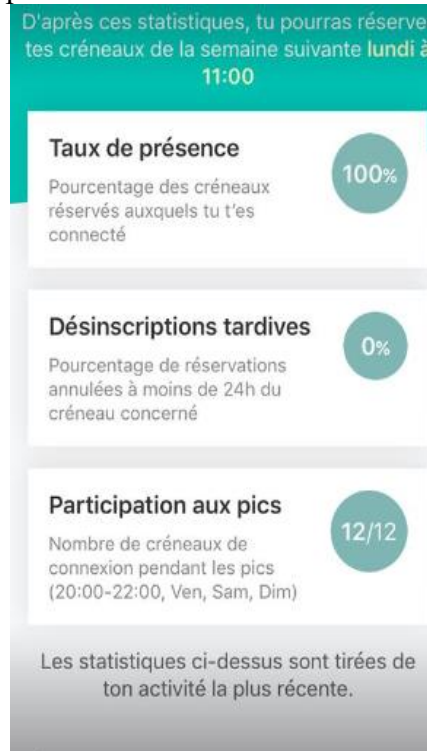 D'après ces statistiques, tu pourras réserve
tes créneaux de la semaine suivante lundi à
11:00
Taux de présence
100%
Pourcentage des créneaux
réservés auxquels tu t'es
connecté
Désinscriptions tardives
0%
Pourcentage de réservations
annulées à moins de 24h du
créneau concerné
Participation aux pics
12/12
Nombre de créneaux de
connexion pendant les pics
(20:00-22:00, Ven, Sam, Dim)
Les statistiques ci-dessus sont tirées de
ton activité la plus récente.